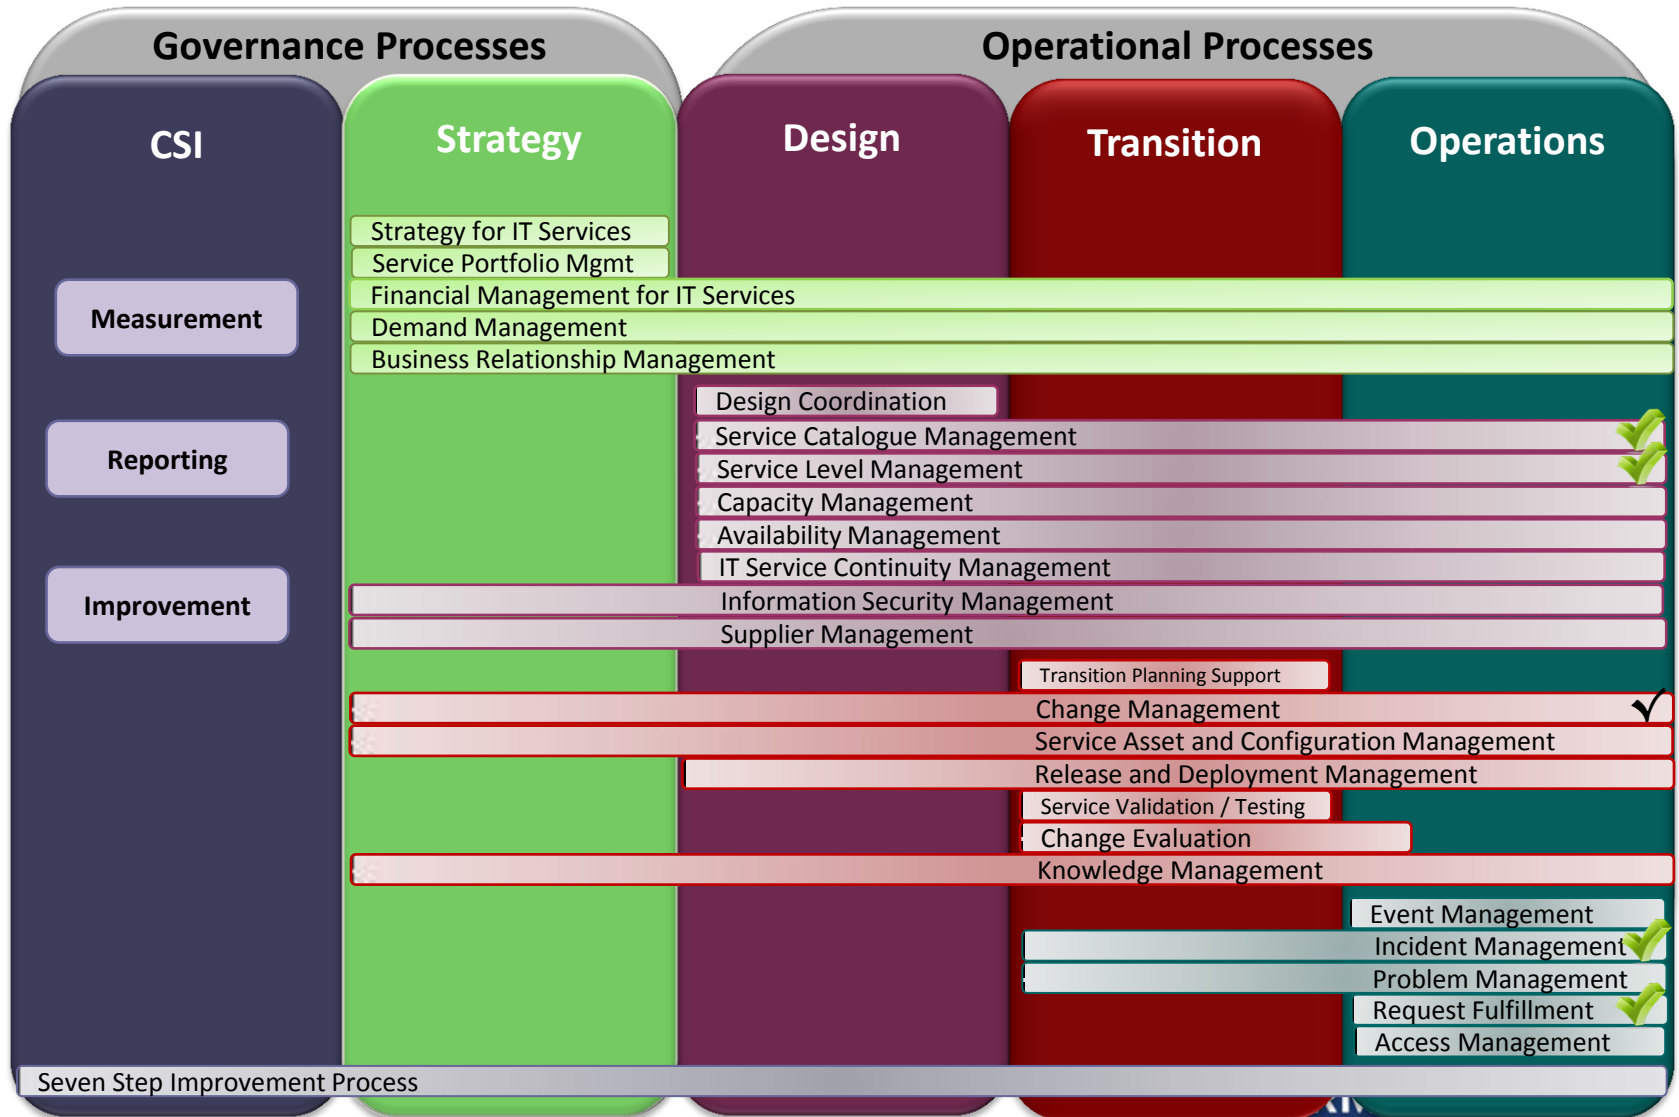 Governance Processes
Operational Processes
CSI
Strategy
Design
Transition
Operations
Measurement
Reporting
Improvement
Strategy for IT Services
Service Portfolio Mgmt
Financial Management for IT Services
Demand Management
Business Relationship Management
Design Coordination
Service Catalogue Management
Service Level Management
Capacity Management
Availability Management
IT Service Continuity Management
Information Security Management
Supplier Management
Transition Planning Support
Change Management
Service Asset and Configuration Management
Release and Deployment Management
Service Validation / Testing
Change Evaluation
Knowledge Management
Event Management
Incident Management
Problem Management
Request Fulfillment
Access Management
Seven Step Improvement Process